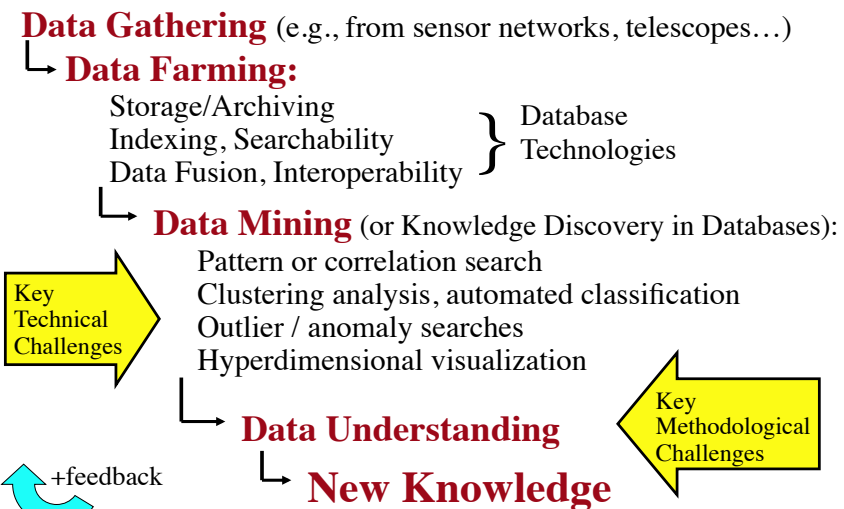 Data Gathering (e.g., from sensor networks, telescopes…)
Data Farming:
Storage/Archiving
Indexing, Searchability
Data Fusion, Interoperability
Database
Technologies
Data Mining (or Knowledge Discovery in Databases):
Pattern or correlation search
Clustering analysis, automated classification
Outlier / anomaly searches
Hyperdimensional visualization
Key
Technical
Challenges
Key
Methodological
Challenges
Data Understanding
+feedback
New Knowledge